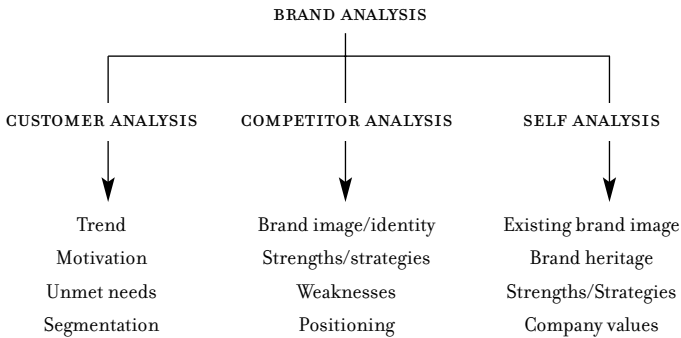 BRAND ANALYSIS
CUSTOMER ANALYSIS
COMPETITOR ANALYSIS
SELF ANALYSIS
Trend
Motivation
Unmet needs
Segmentation
Brand image/identity
Strengths/strategies
Weaknesses
Positioning
Existing brand image
Brand heritage
Strengths/Strategies
Company values